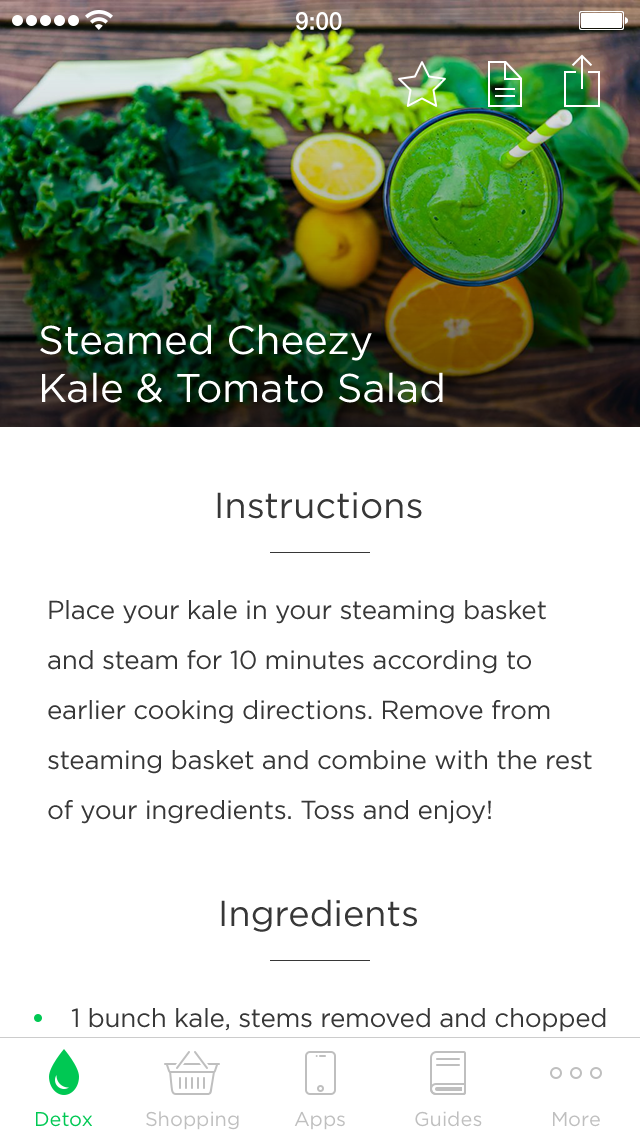 9:00
Steamed Cheezy
Kale & Tomato Salad
Instructions
Place your kale in your steaming basket
and steam for 10 minutes according to
earlier cooking directions. Remove from
steaming basket and combine with the rest
of your ingredients. Toss and enjoy!
Ingredients
• 1 bunch kale, stems removed and chopped
Detox Shopping Apps Guides More